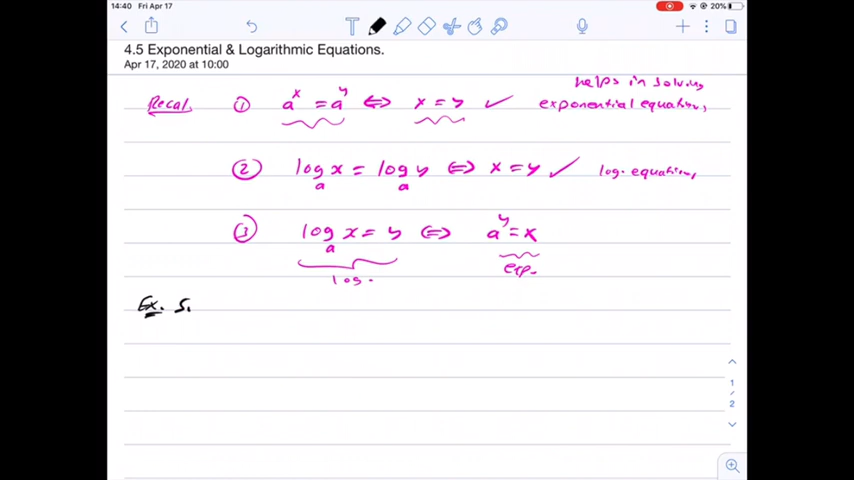 14:40 Fri Apr 17
20%
4.5 Exponential & Logarithmic Equations.
Apr 17, 2020 at 10:00
helps in solving
Recal. ① a^x = a^y ⇔ x = y ✓ exponential equations
② log_a x = log_a y ⇔ x = y ✓ log. equations
③ log_a x = y ⇔ a^y = x
log. exp.
Ex. S
1
/
2